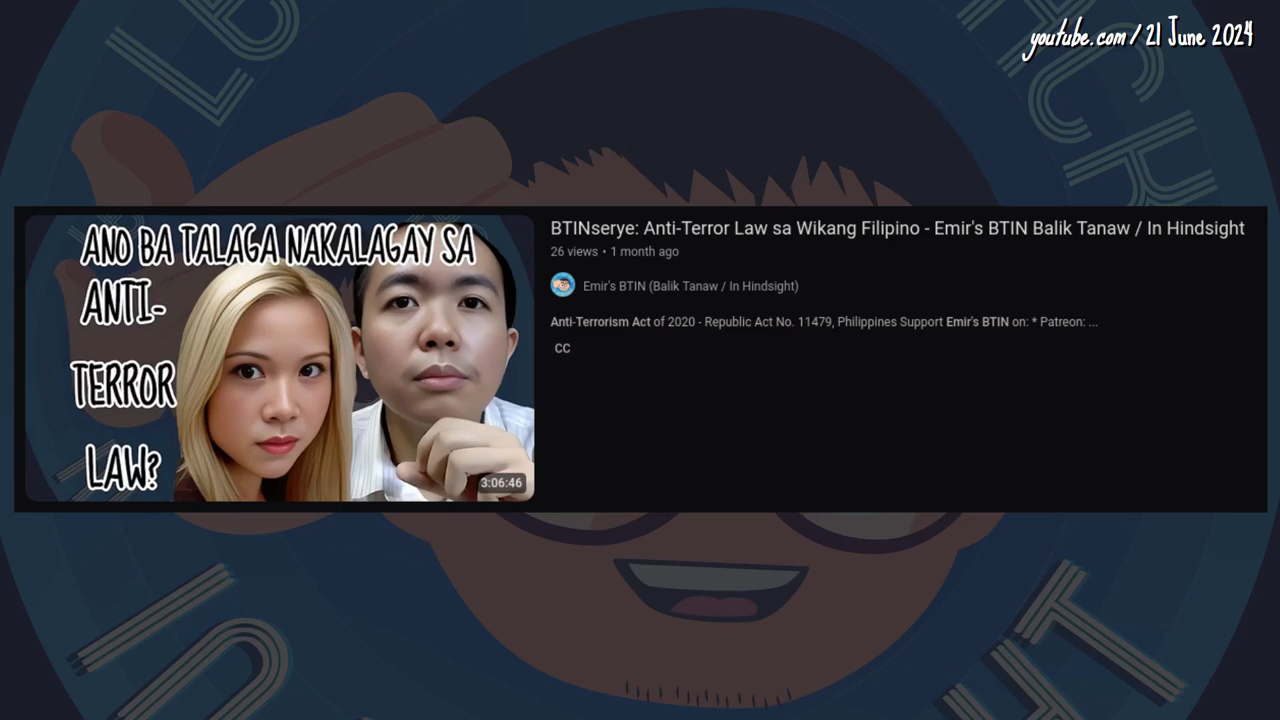 youtube.com / 21 June 2024
ANO BA TALAGA NAKALAGAY SA
ANTI-
TERROR
LAW?
3:06:46
BTINserye: Anti-Terror Law sa Wikang Filipino - Emir's BTIN Balik Tanaw / In Hindsight
26 views • 1 month ago
Emir's BTIN (Balik Tanaw / In Hindsight)
Anti-Terrorism Act of 2020 - Republic Act No. 11479, Philippines Support Emir's BTIN on: * Patreon: ...
CC